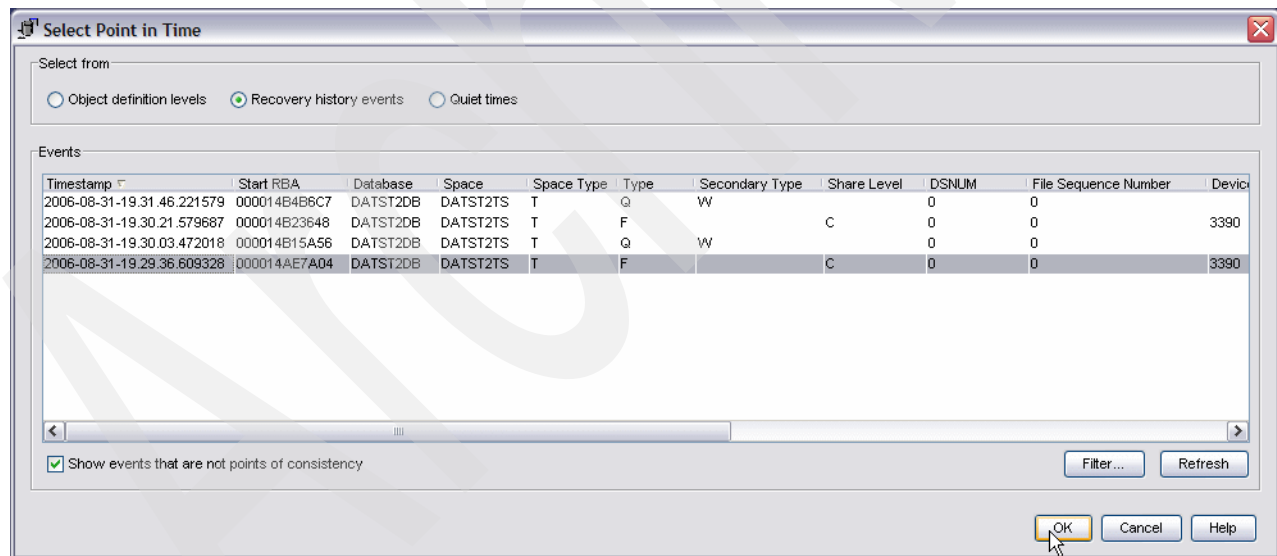 Select Point in Time
Select from
Object definition levels Recovery history events Quiet times
Events
Timestamp Start RBA Database Space Space Type Type Secondary Type Share Level DSNUM File Sequence Number Device
2006-08-31-19.31.46.221579 000014B4B6C7 DATST2DB DATST2TS T Q W 0 0
2006-08-31-19.30.21.579687 000014B23648 DATST2DB DATST2TS T F C 0 0 3390
2006-08-31-19.30.03.472018 000014B15A56 DATST2DB DATST2TS T Q W 0 0
2006-08-31-19.29.36.609328 000014AE7A04 DATST2DB DATST2TS T F C 0 0 3390
Show events that are not points of consistency Filter... Refresh
OK Cancel Help